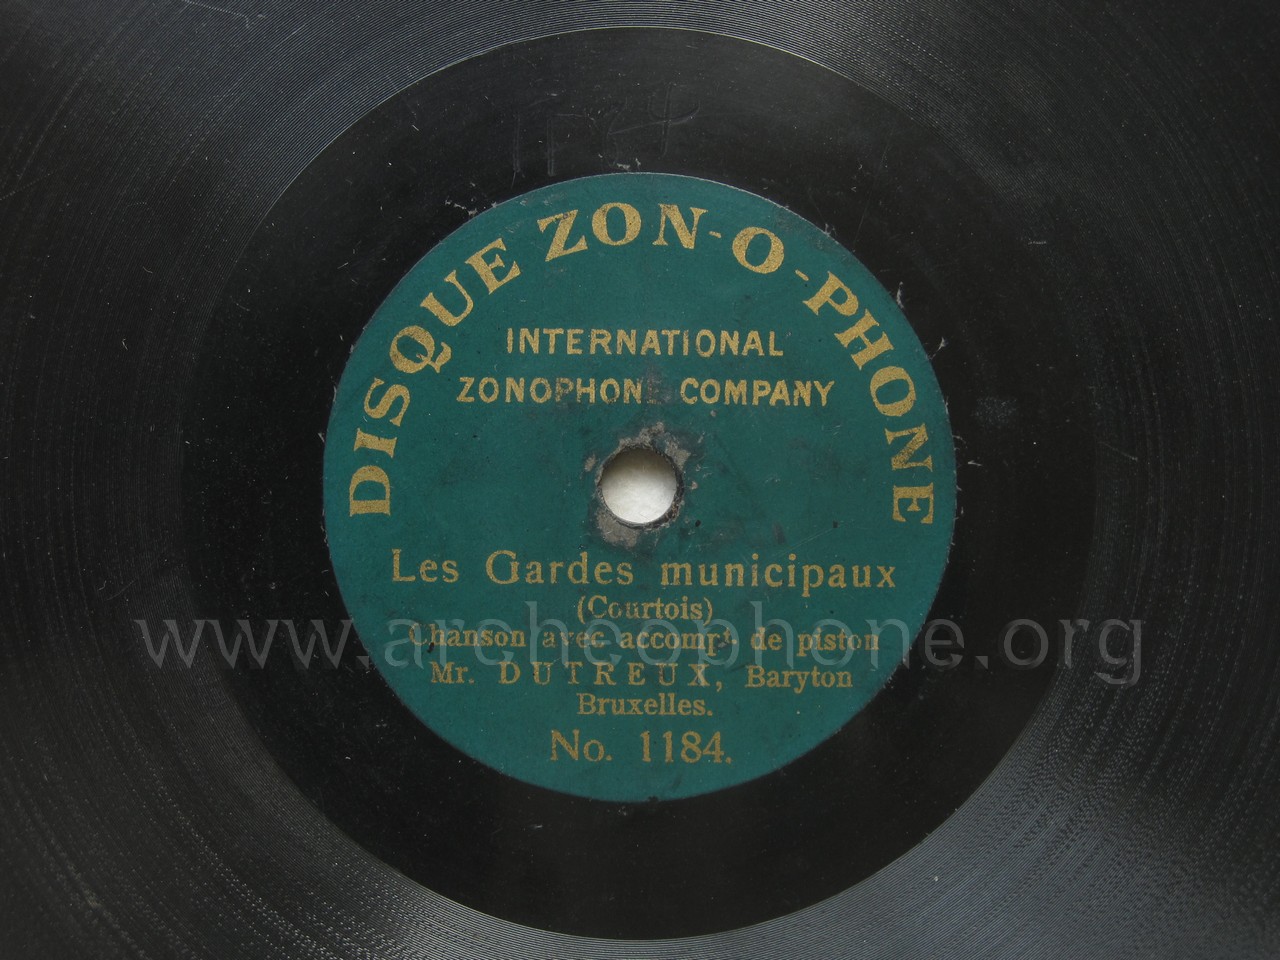 DISQUE ZON-O-PHONE
INTERNATIONAL
ZONOPHONE COMPANY
Les Gardes municipaux
(Courtois)
Chanson avec accompt. de piston
Mr. DUTREUX, Baryton
Bruxelles.
No. 1184.
www.archeophone.org